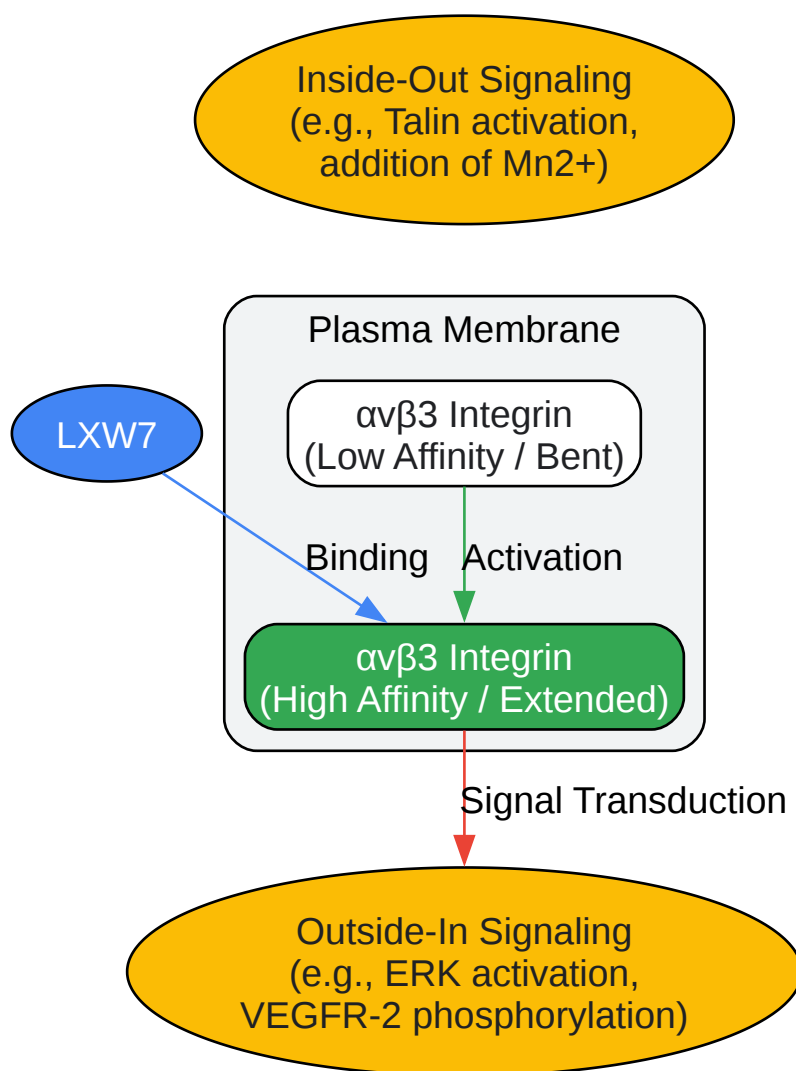 Inside-Out Signaling
(e.g., Talin activation,
addition of Mn2+)
Plasma Membrane
αvβ3 Integrin
(Low Affinity / Bent)
LXW7
Binding
Activation
αvβ3 Integrin
(High Affinity / Extended)
Signal Transduction
Outside-In Signaling
(e.g., ERK activation,
VEGFR-2 phosphorylation)